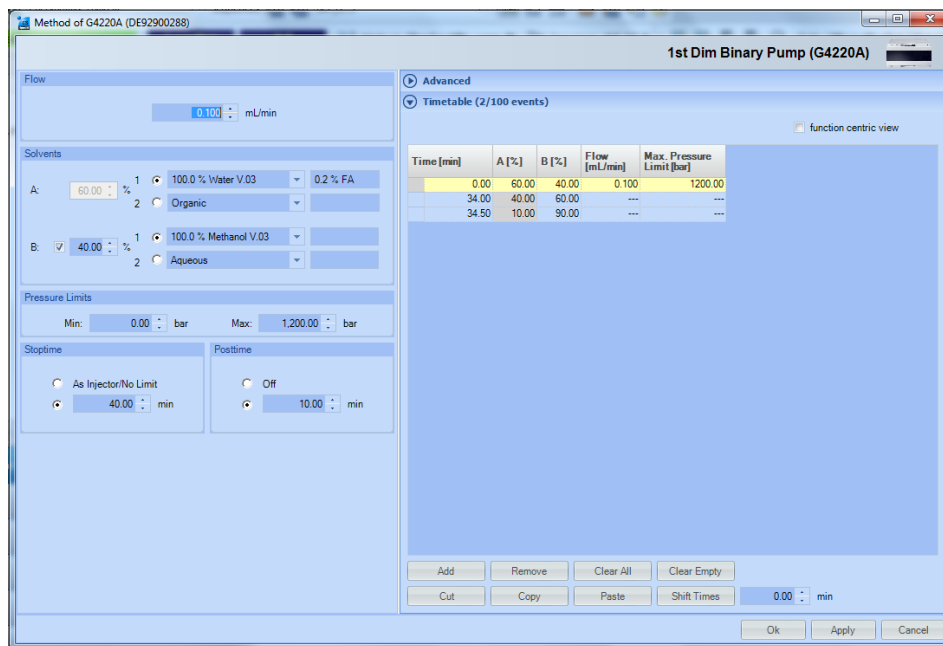 Method of G4220A (DE92900288)
1st Dim Binary Pump (G4220A)
Flow
0.100 mL/min
Solvents
A: 60.00 % 1 100.0 % Water V.03 0.2 % FA
2 Organic
B: 40.00 % 1 100.0 % Methanol V.03
2 Aqueous
Pressure Limits
Min: 0.00 bar Max: 1,200.00 bar
Stoptime
As Injector/No Limit
40.00 min
Posttime
Off
10.00 min
Advanced
Timetable (2/100 events)
function centric view
Time [min] A [%] B [%] Flow [mL/min] Max. Pressure Limit [bar]
0.00 60.00 40.00 0.100 1200.00
34.00 40.00 60.00 --- ---
34.50 10.00 90.00 --- ---
Add Remove Clear All Clear Empty
Cut Copy Paste Shift Times 0.00 min
Ok Apply Cancel